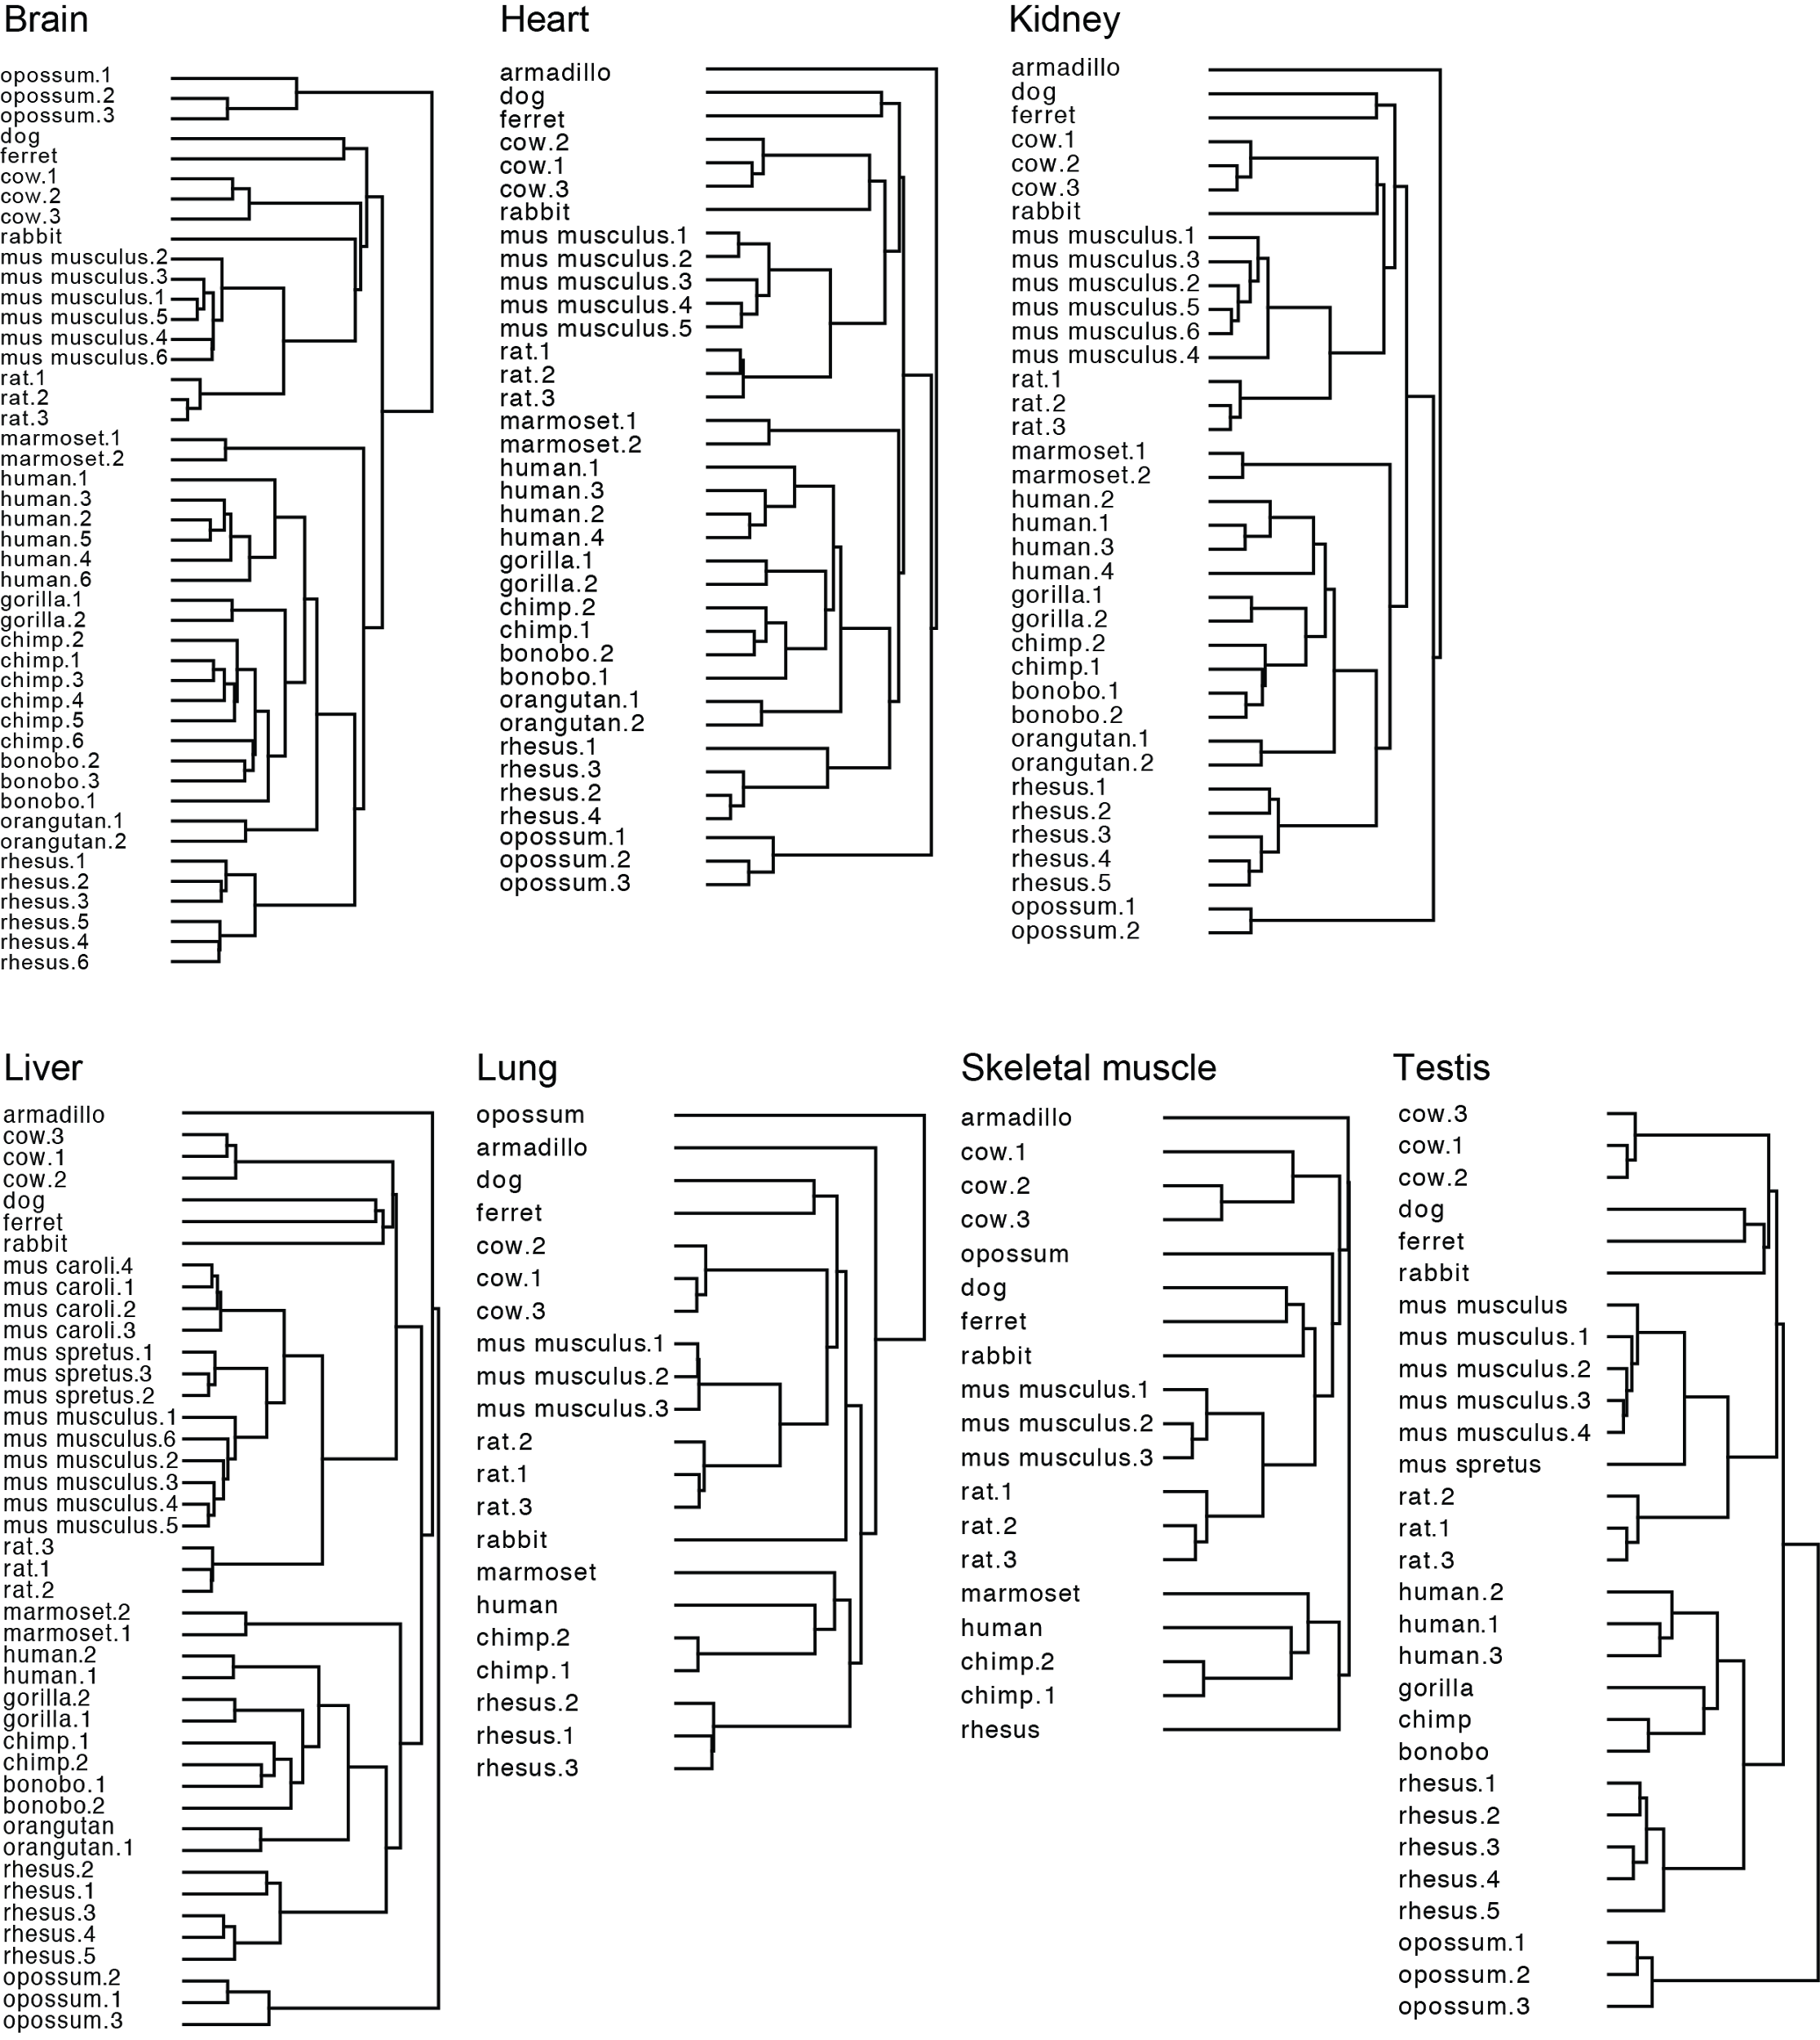 Brain
opossum.1
opossum.2
opossum.3
dog
ferret
cow.1
cow.2
cow.3
rabbit
mus musculus.2
mus musculus.3
mus musculus.1
mus musculus.5
mus musculus.4
mus musculus.6
rat.1
rat.2
rat.3
marmoset.1
marmoset.2
human.1
human.3
human.2
human.5
human.4
human.6
gorilla.1
gorilla.2
chimp.2
chimp.1
chimp.3
chimp.4
chimp.5
chimp.6
bonobo.2
bonobo.3
bonobo.1
orangutan.1
orangutan.2
rhesus.1
rhesus.2
rhesus.3
rhesus.5
rhesus.4
rhesus.6
Heart
armadillo
dog
ferret
cow.2
cow.1
cow.3
rabbit
mus musculus.1
mus musculus.2
mus musculus.3
mus musculus.4
mus musculus.5
rat.1
rat.2
rat.3
marmoset.1
marmoset.2
human.1
human.3
human.2
human.4
gorilla.1
gorilla.2
chimp.2
chimp.1
bonobo.2
bonobo.1
orangutan.1
orangutan.2
rhesus.1
rhesus.3
rhesus.2
rhesus.4
opossum.1
opossum.2
opossum.3
Kidney
armadillo
dog
ferret
cow.1
cow.2
cow.3
rabbit
mus musculus.1
mus musculus.3
mus musculus.2
mus musculus.5
mus musculus.6
mus musculus.4
rat.1
rat.2
rat.3
marmoset.1
marmoset.2
human.2
human.1
human.3
human.4
gorilla.1
gorilla.2
chimp.2
chimp.1
bonobo.1
bonobo.2
orangutan.1
orangutan.2
rhesus.1
rhesus.2
rhesus.3
rhesus.4
rhesus.5
opossum.1
opossum.2
Liver
armadillo
cow.3
cow.1
cow.2
dog
ferret
rabbit
mus caroli.4
mus caroli.1
mus caroli.2
mus caroli.3
mus spretus.1
mus spretus.3
mus spretus.2
mus musculus.1
mus musculus.6
mus musculus.2
mus musculus.3
mus musculus.4
mus musculus.5
rat.3
rat.1
rat.2
marmoset.2
marmoset.1
human.2
human.1
gorilla.2
gorilla.1
chimp.1
chimp.2
bonobo.1
bonobo.2
orangutan
orangutan.1
rhesus.2
rhesus.1
rhesus.3
rhesus.4
rhesus.5
opossum.2
opossum.1
opossum.3
Lung
opossum
armadillo
dog
ferret
cow.2
cow.1
cow.3
mus musculus.1
mus musculus.2
mus musculus.3
rat.2
rat.1
rat.3
rabbit
marmoset
human
chimp.2
chimp.1
rhesus.2
rhesus.1
rhesus.3
Skeletal muscle
armadillo
cow.1
cow.2
cow.3
opossum
dog
ferret
rabbit
mus musculus.1
mus musculus.2
mus musculus.3
rat.1
rat.2
rat.3
marmoset
human
chimp.2
chimp.1
rhesus
Testis
cow.3
cow.1
cow.2
dog
ferret
rabbit
mus musculus
mus musculus.1
mus musculus.2
mus musculus.3
mus musculus.4
mus spretus
rat.2
rat.1
rat.3
human.2
human.1
human.3
gorilla
chimp
bonobo
rhesus.1
rhesus.2
rhesus.3
rhesus.4
rhesus.5
opossum.1
opossum.2
opossum.3